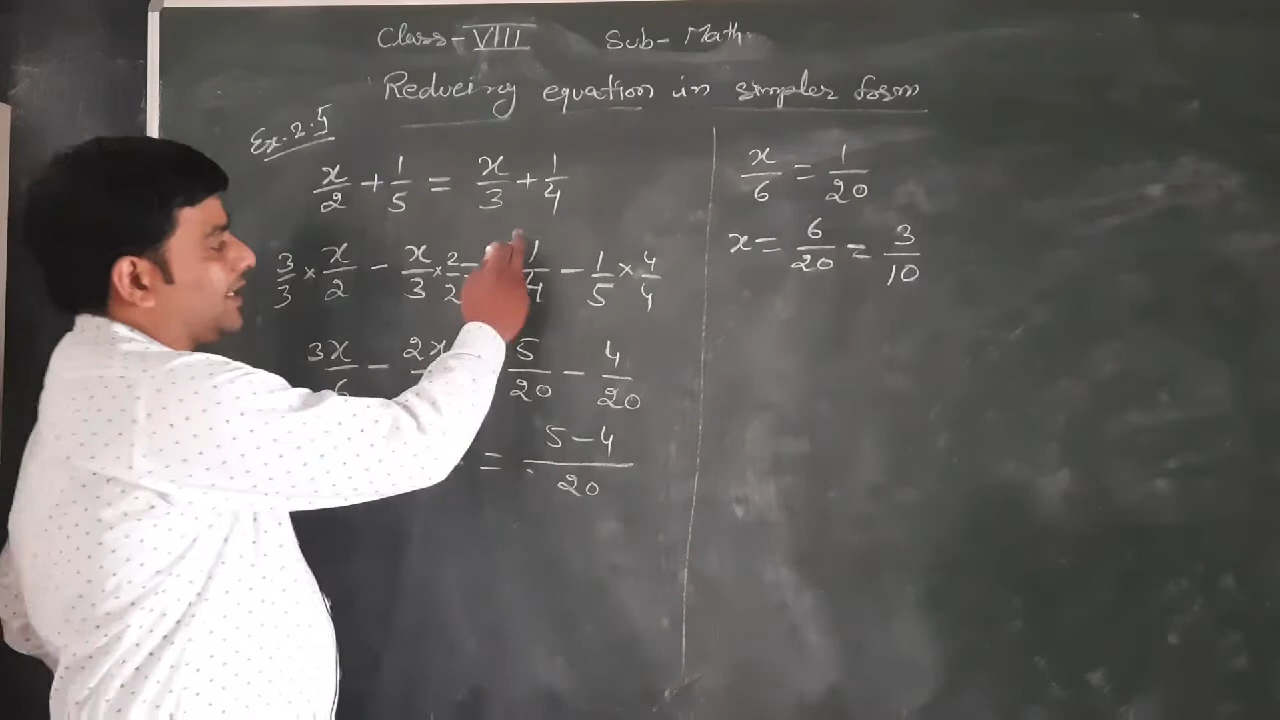 Class-VIII Sub-Math.
Reducing equation in simpler form
Ex.2.5
x/2 + 1/5 = x/3 + 1/4
3/3 × x/2 - x/3 × 2/2 = 1/4 - 1/5 × 4/4
3x/6 - 2x 5/20 - 4/20
= 5-4/20
x/6 = 1/20
x = 6/20 = 3/10